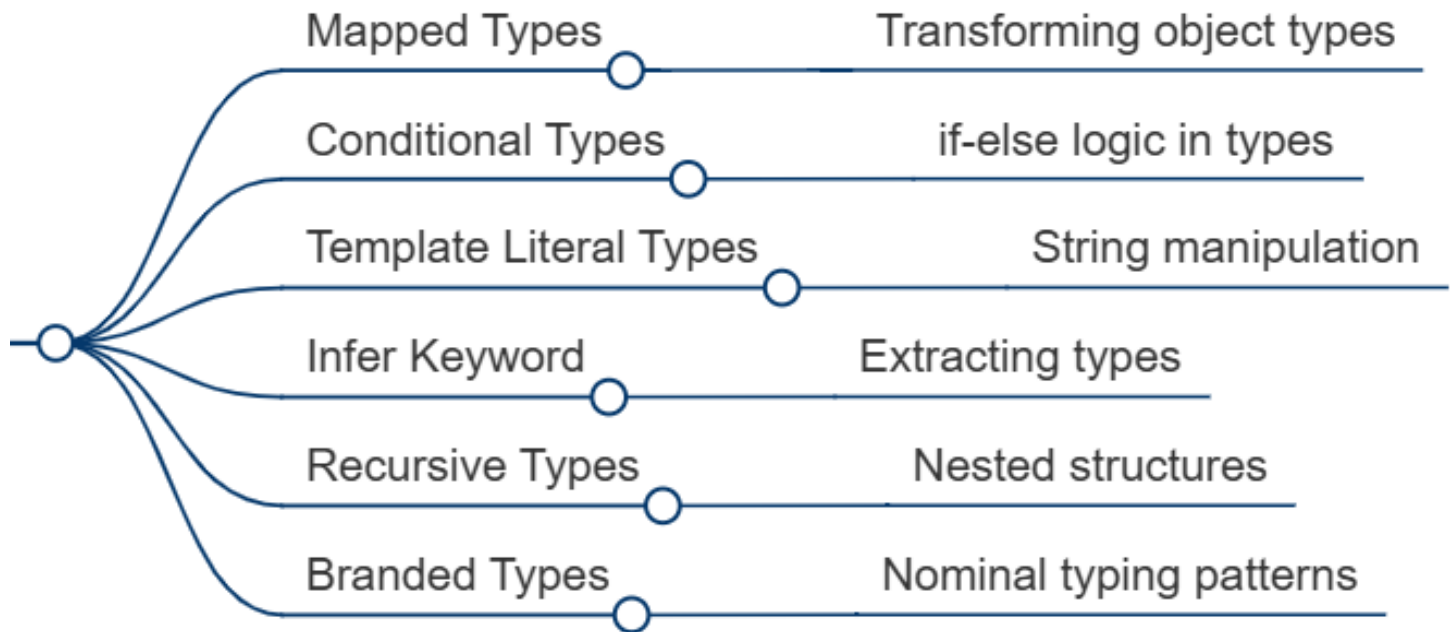 Mapped Types Transforming object types
Conditional Types if-else logic in types
Template Literal Types String manipulation
Infer Keyword Extracting types
Recursive Types Nested structures
Branded Types Nominal typing patterns